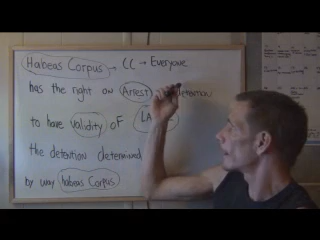 Habeas Corpus → CC → Everyone
has the right on Arrest detention
to have validity of LA
the detention determined
by way habeas Corpus